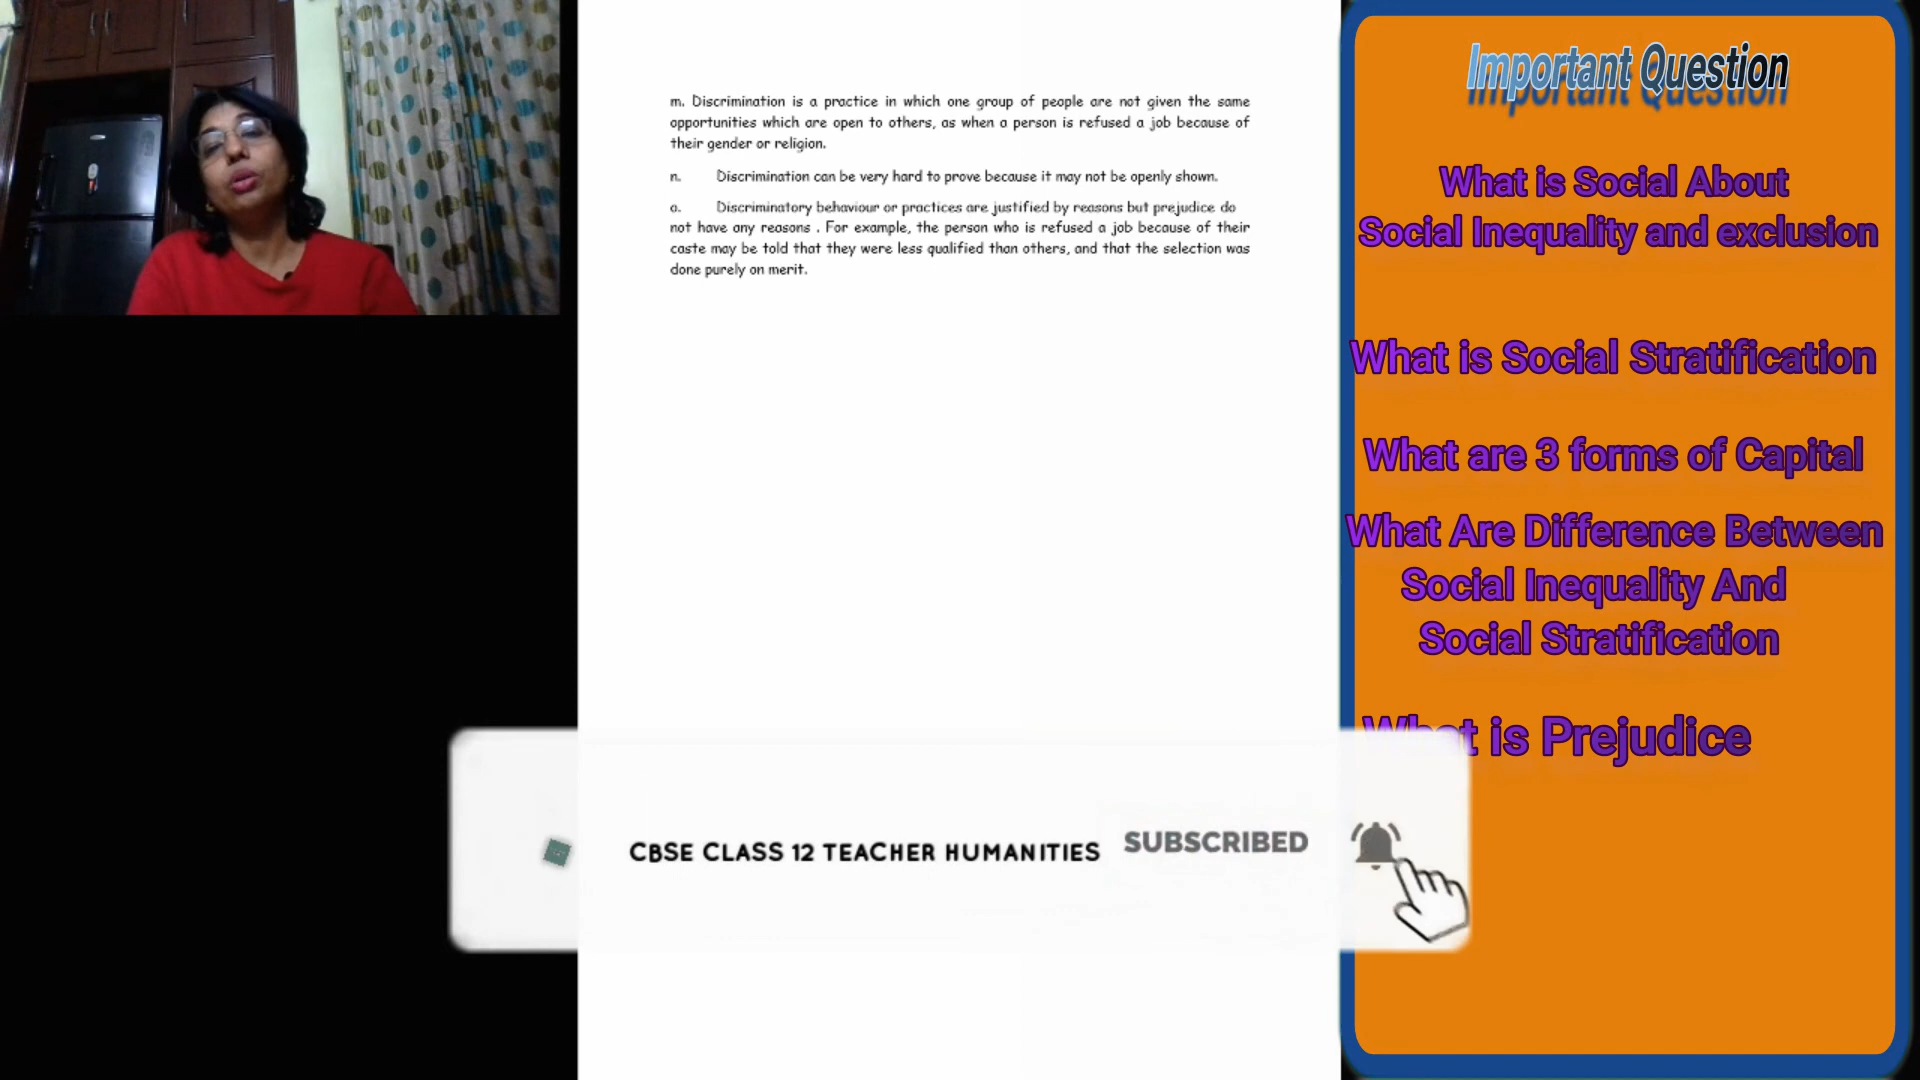 m. Discrimination is a practice in which one group of people are not given the same
opportunities which are open to others, as when a person is refused a job because of
their gender or religion.
n. Discrimination can be very hard to prove because it may not be openly shown.
o. Discriminatory behaviour or practices are justified by reasons but prejudice do
not have any reasons . For example, the person who is refused a job because of their
caste may be told that they were less qualified than others, and that the selection was
done purely on merit.
Important Question
What is Social About
Social Inequality and exclusion
What is Social Stratification
What are 3 forms of Capital
What Are Difference Between
Social Inequality And
Social Stratification
What is Prejudice
CBSE CLASS 12 TEACHER HUMANITIES
SUBSCRIBED